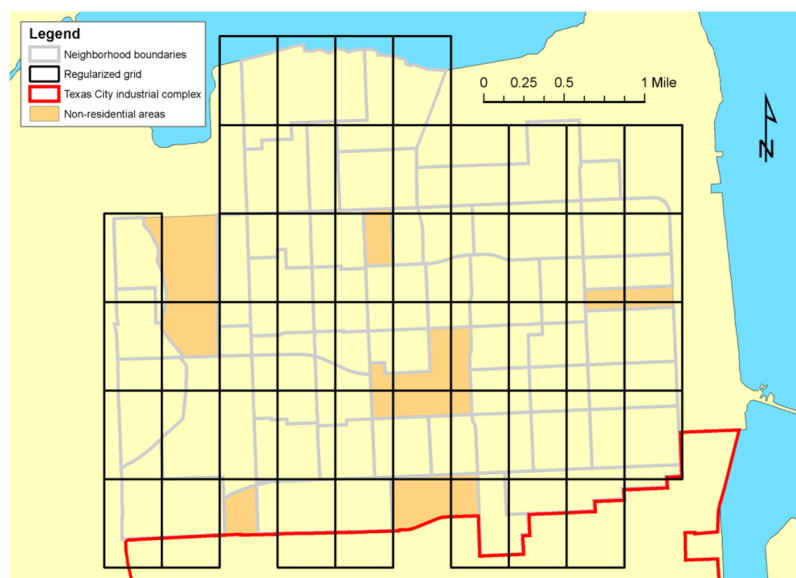 Legend
Neighborhood boundaries
Regularized grid
Texas City industrial complex
Non-residential areas
0 0.25 0.5 1 Mile
N